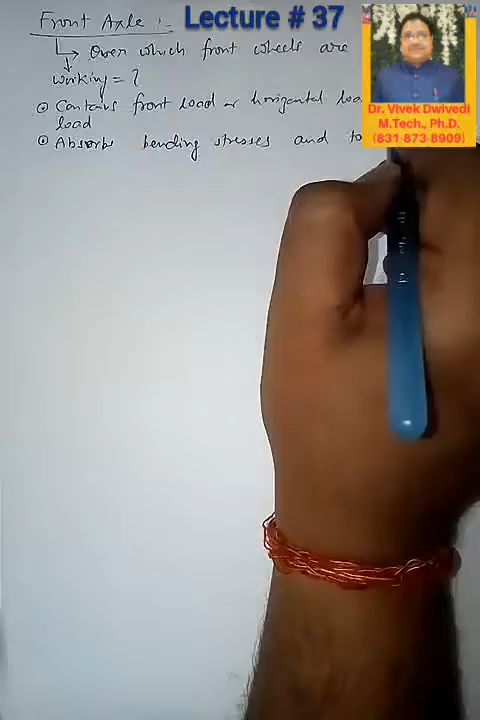 Lecture # 37
Front Axle :-
Over which front wheels are
working = ?
Contains front load or horizontal
load
Absorbs bending stresses and to
Dr. Vivek Dwivedi
M.Tech., Ph.D.
(831-873-8909)